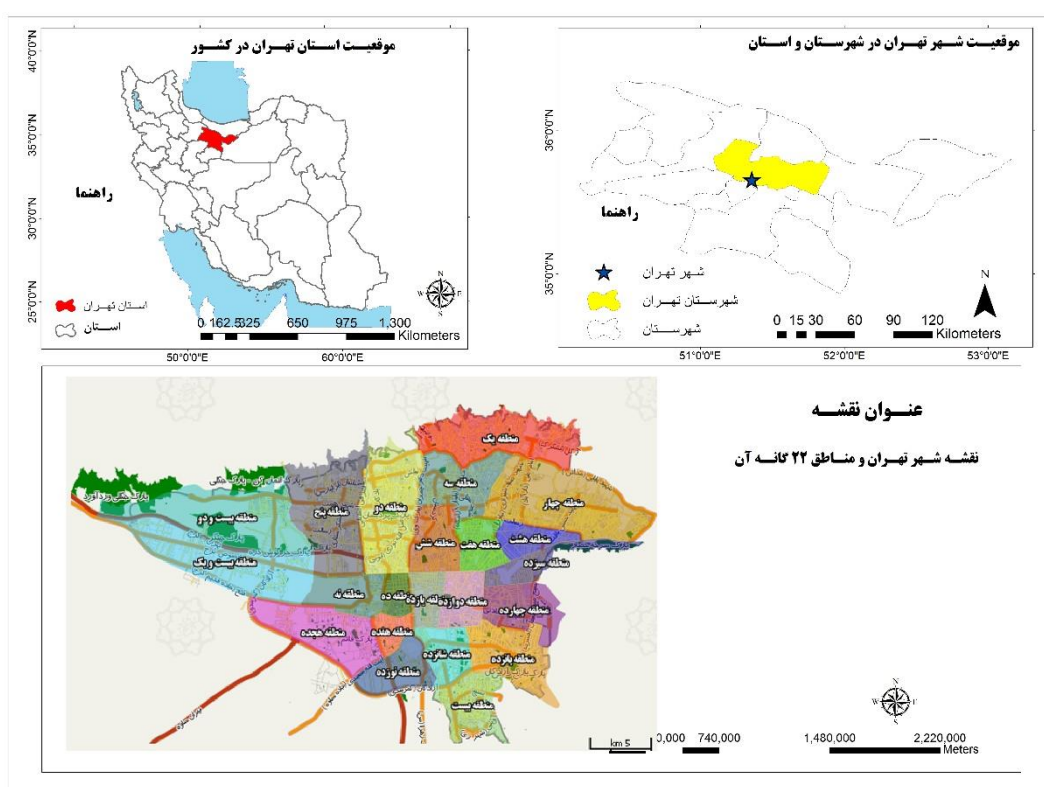 موقعیت استان تهران در کشور
40°0'0"N
35°0'0"N
30°0'0"N
25°0'0"N
راهنما
استان تهران
استان
N
W
E
S
0 162.5325 650 975 1,300
Kilometers
50°0'0"E 60°0'0"E
موقعیت شهر تهران در شهرستان و استان
36°0'0"N
35°0'0"N
راهنما
شهر تهران
شهرستان تهران
شهرستان
N
0 15 30 60 90 120
Kilometers
51°0'0"E 52°0'0"E 53°0'0"E
عنوان نقشه
نقشه شهر تهران و مناطق ۲۲ گانه آن
منطقه یک
منطقه سه
منطقه چهار
منطقه دو
منطقه پنج
منطقه بیست و دو
منطقه شش
منطقه هفت
منطقه هشت
منطقه سیزده
منطقه بیست و یک
منطقه نه
منطقه ده
منطقه یازده
منطقه دوازده
منطقه چهارده
منطقه هجده
منطقه هفده
منطقه شانزده
منطقه پانزده
منطقه نوزده
منطقه بیست
N
W
E
S
km 5
0,000 740,000 1,480,000 2,220,000
Meters